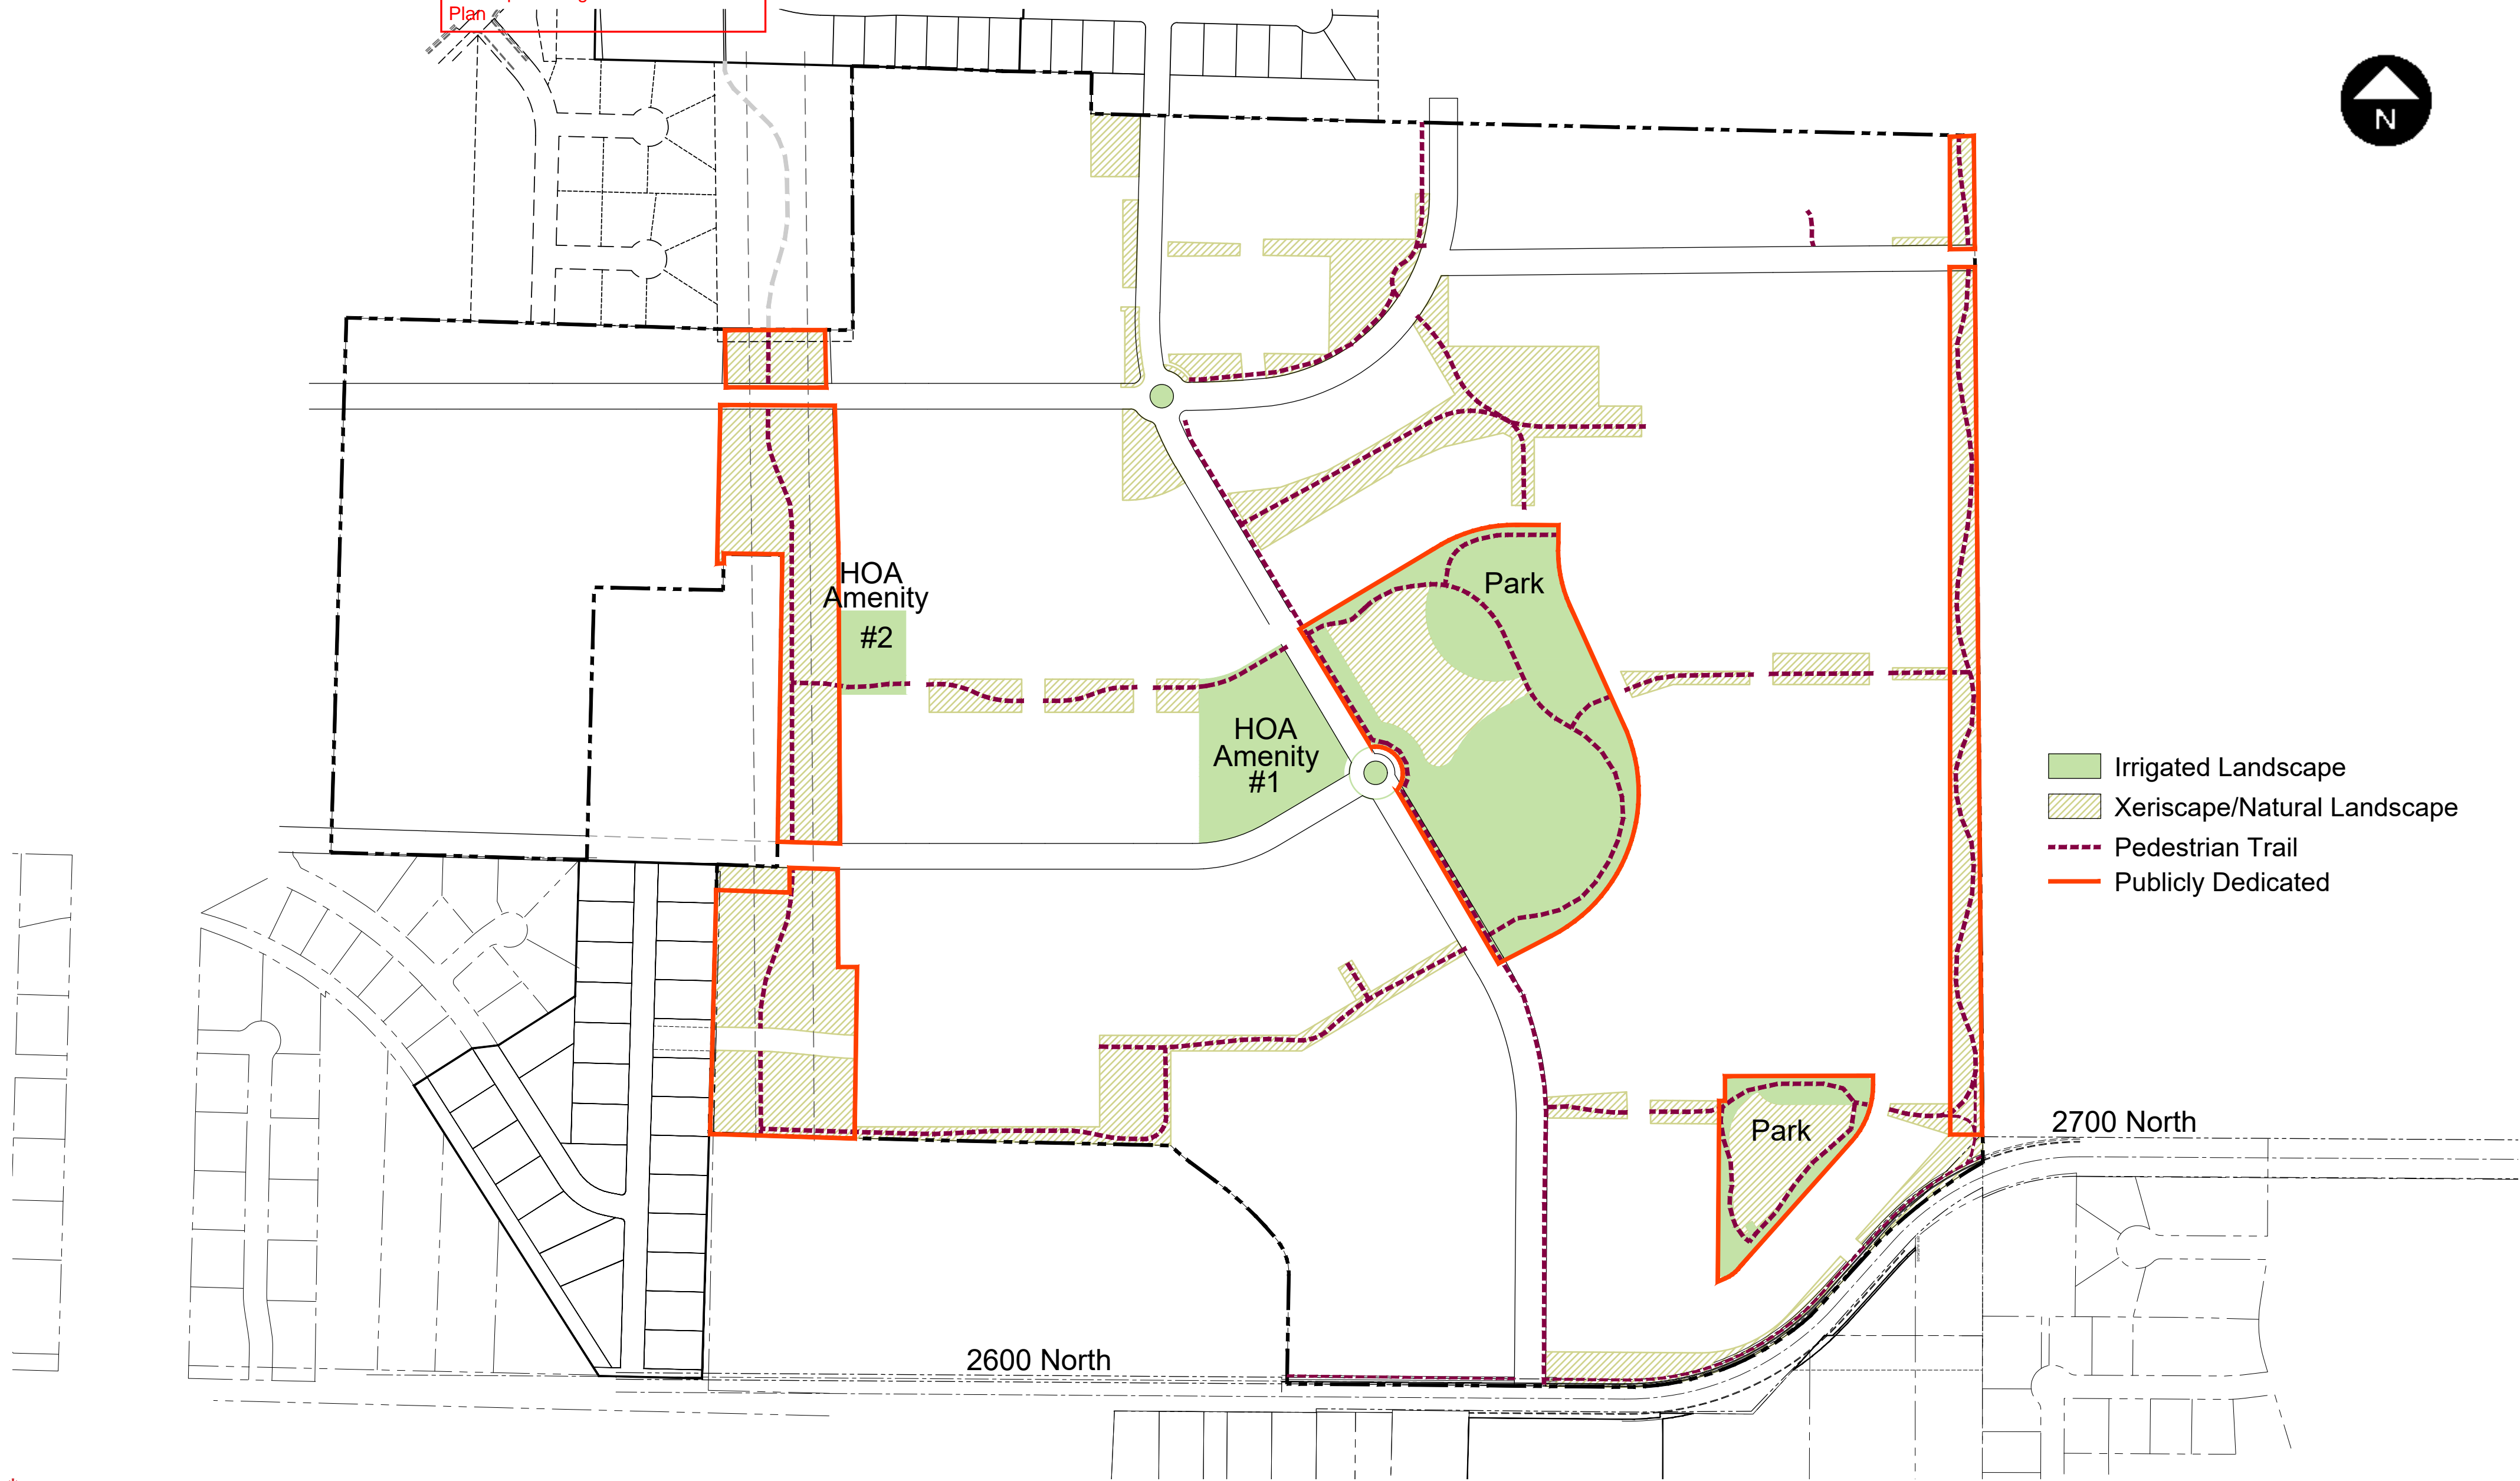 Plan
N
HOA
Amenity
#2
Park
HOA
Amenity
#1
Irrigated Landscape
Xeriscape/Natural Landscape
Pedestrian Trail
Publicly Dedicated
Park
2700 North
2600 North